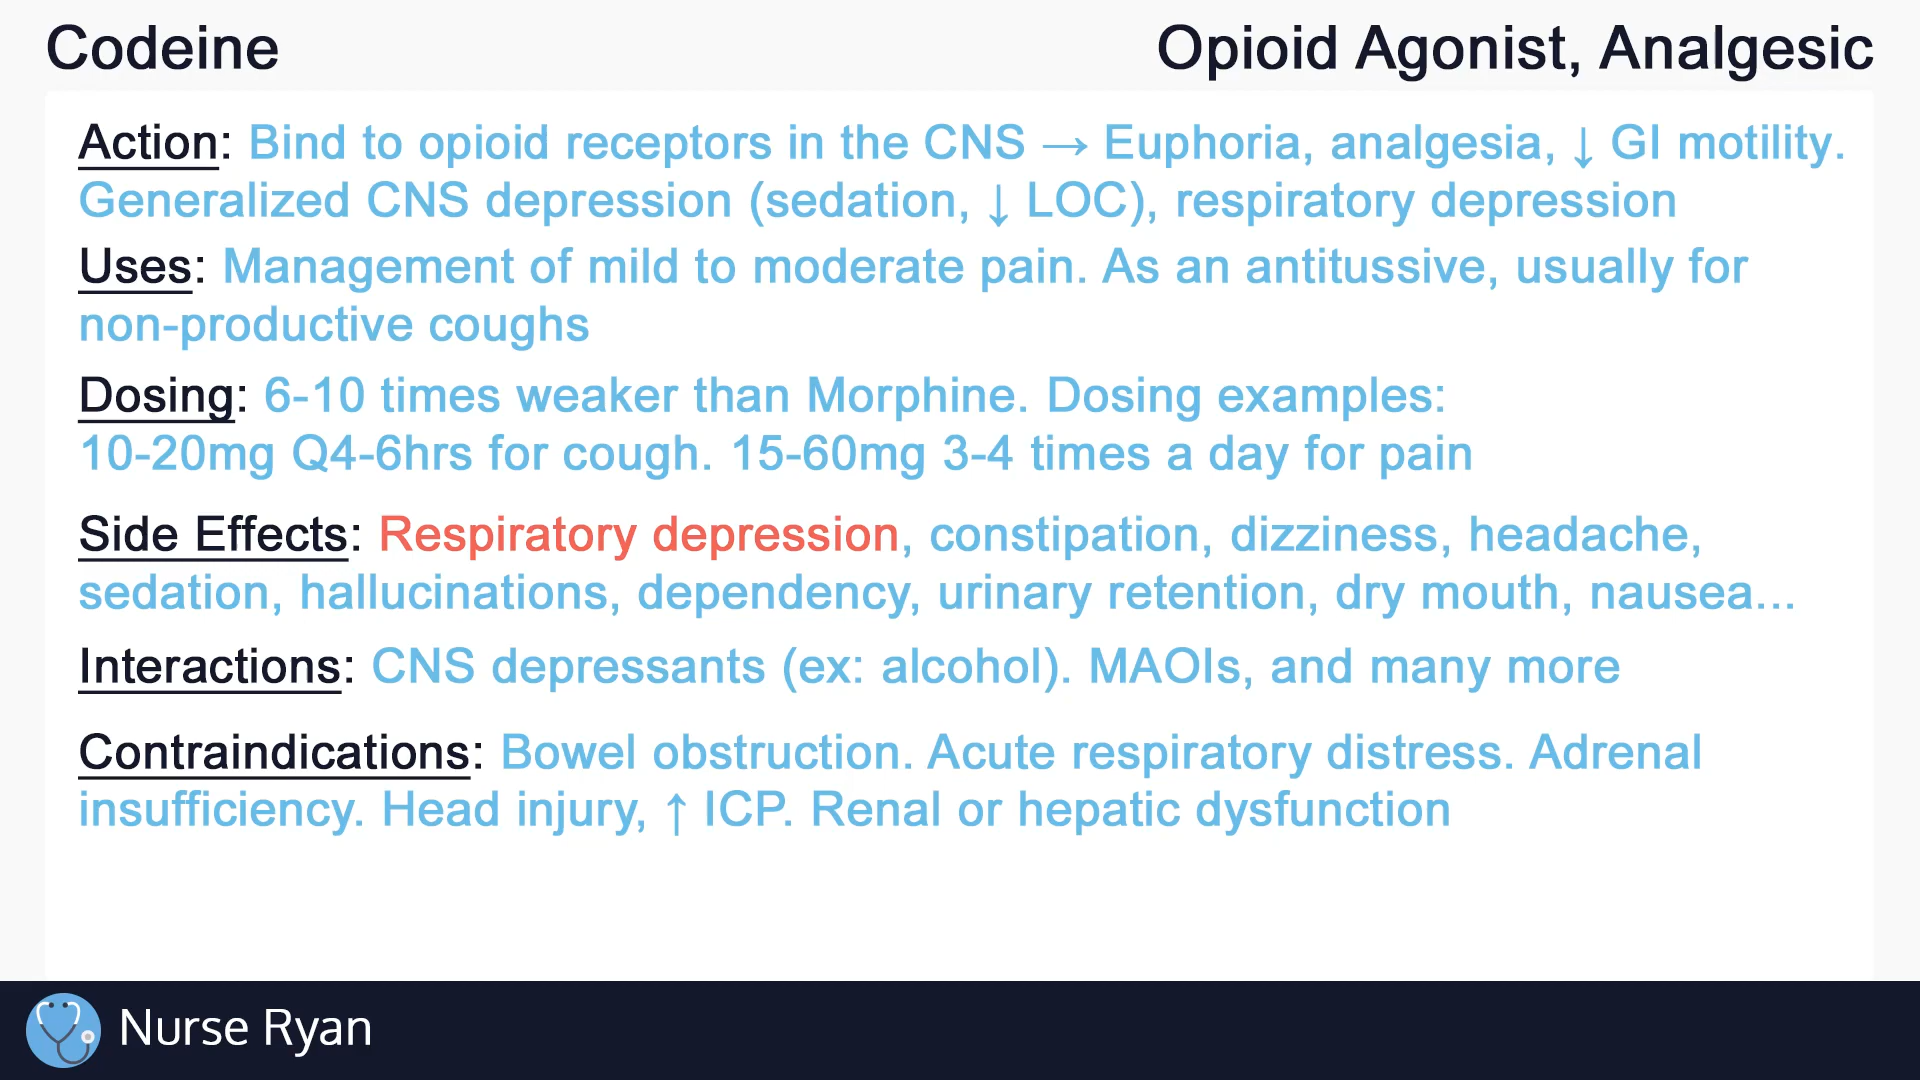 Codeine
Opioid Agonist, Analgesic
Action: Bind to opioid receptors in the CNS → Euphoria, analgesia, ↓ GI motility.
Generalized CNS depression (sedation, ↓ LOC), respiratory depression
Uses: Management of mild to moderate pain. As an antitussive, usually for
non-productive coughs
Dosing: 6-10 times weaker than Morphine. Dosing examples:
10-20mg Q4-6hrs for cough. 15-60mg 3-4 times a day for pain
Side Effects: Respiratory depression, constipation, dizziness, headache,
sedation, hallucinations, dependency, urinary retention, dry mouth, nausea...
Interactions: CNS depressants (ex: alcohol). MAOIs, and many more
Contraindications: Bowel obstruction. Acute respiratory distress. Adrenal
insufficiency. Head injury, ↑ ICP. Renal or hepatic dysfunction
Nurse Ryan